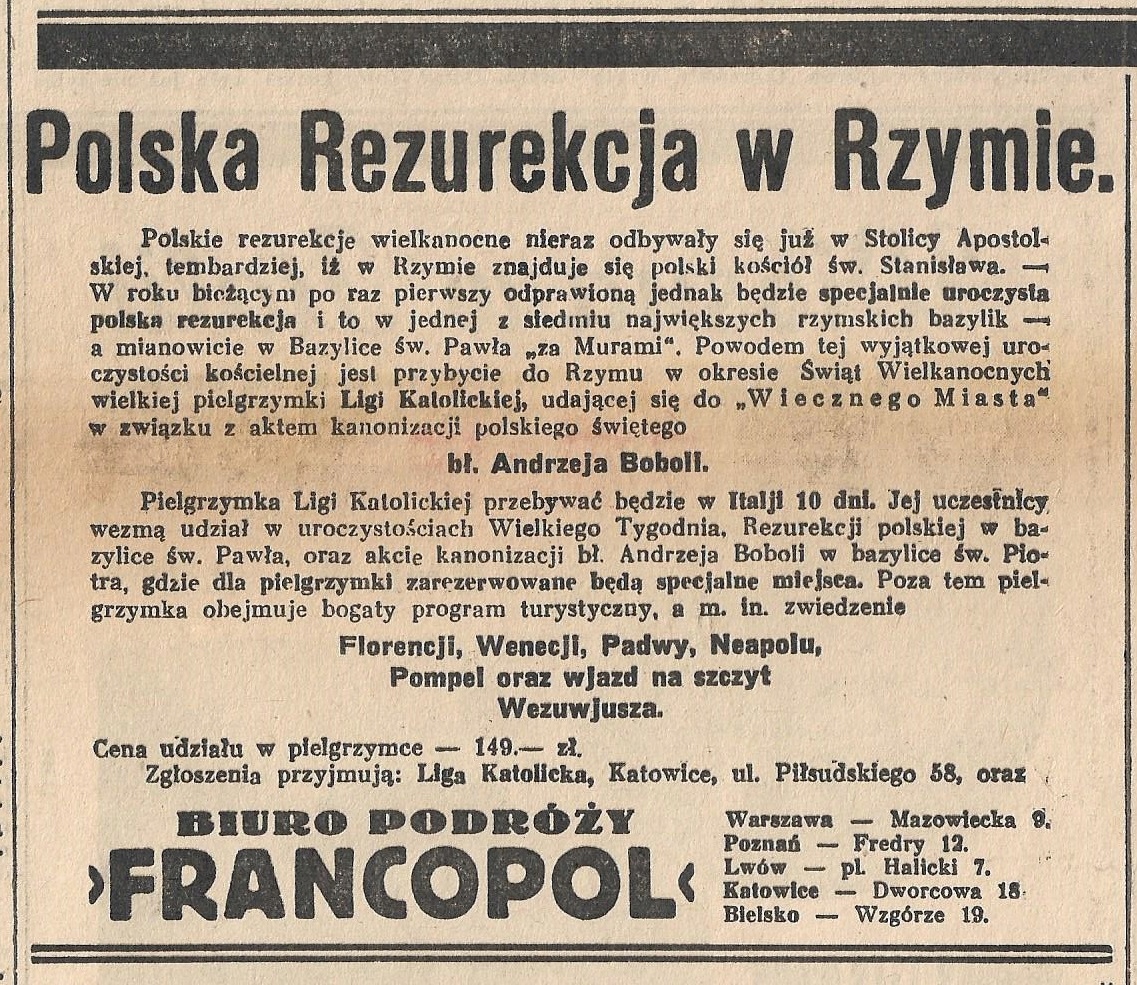 Polska Rezurekcja w Rzymie.
Polskie rezurekcje wielkanocne nieraz odbywały się już w Stolicy Apostol-
skiej, tembardziej, iż w Rzymie znajduje się polski kościół św. Stanisława. —
W roku bieżącym po raz pierwszy odprawioną jednak będzie specjalnie uroczysta
polska rezurekcja i to w jednej z siedmiu największych rzymskich bazylik —
a mianowicie w Bazylice św. Pawła „za Murami“. Powodem tej wyjątkowej uro-
czystości kościelnej jest przybycie do Rzymu w okresie Świąt Wielkanocnych
wielkiej pielgrzymki Ligi Katolickiej, udającej się do „Wiecznego Miasta“
w związku z aktem kanonizacji polskiego świętego
bł. Andrzeja Boboli.
Pielgrzymka Ligi Katolickiej przebywać będzie w Italji 10 dni. Jej uczestnicy
wezmą udział w uroczystościach Wielkiego Tygodnia, Rezurekcji polskiej w ba-
zylice św. Pawła, oraz akcie kanonizacji bł. Andrzeja Boboli w bazylice św. Pio-
tra, gdzie dla pielgrzymki zarezerwowane będą specjalne miejsca. Poza tem piel-
grzymka obejmuje bogaty program turystyczny, a m. in. zwiedzenie
Florencji, Wenecji, Padwy, Neapolu,
Pompei oraz wjazd na szczyt
Wezuwjusza.
Cena udziału w pielgrzymce — 149.— zł.
Zgłoszenia przyjmują: Liga Katolicka, Katowice, ul. Piłsudskiego 58, oraz
BIURO PODRÓŻY
›FRANCOPOL‹
Warszawa — Mazowiecka 9.
Poznań — Fredry 12.
Lwów — pl. Halicki 7.
Katowice — Dworcowa 18
Bielsko — Wzgórze 19.